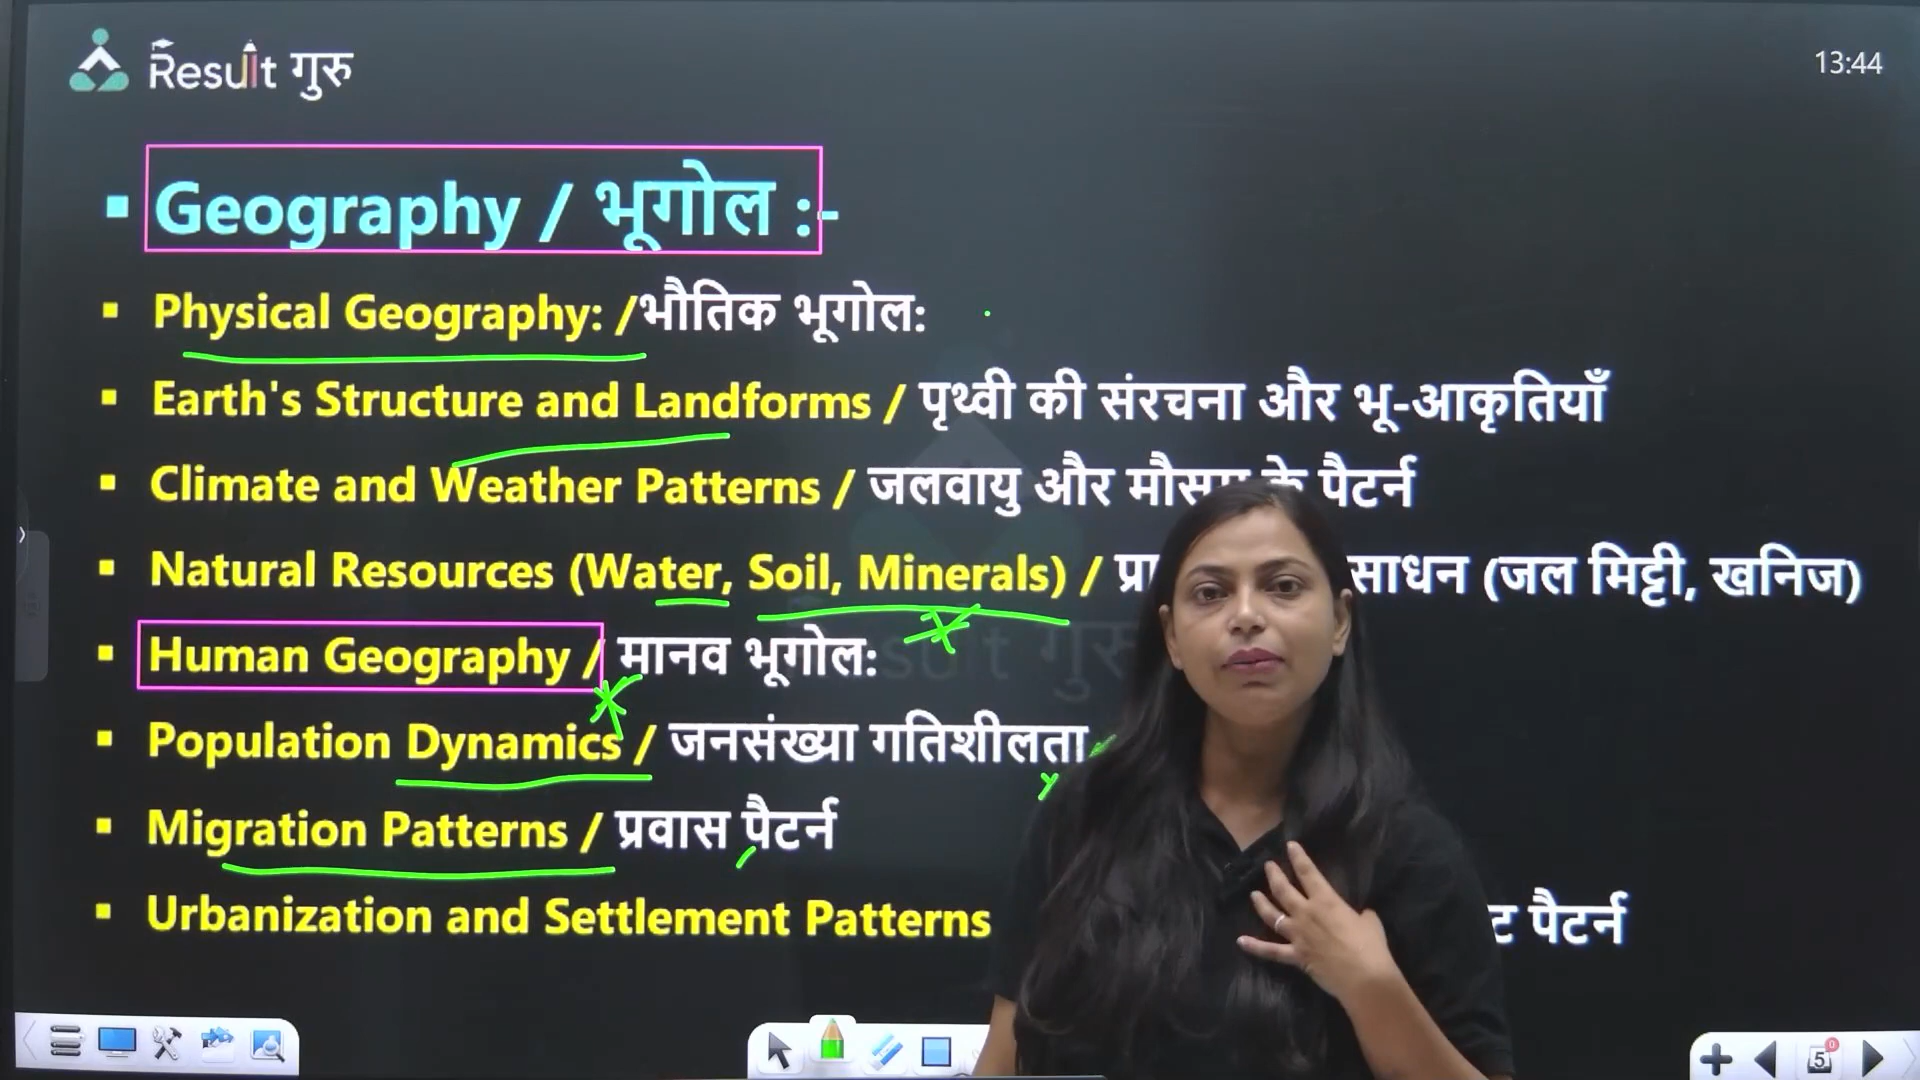 Result गुरु
13:44
Geography / भूगोल :-
Physical Geography: /भौतिक भूगोल:
Earth's Structure and Landforms / पृथ्वी की संरचना और भू-आकृतियाँ
Climate and Weather Patterns / जलवायु और मौसम के पैटर्न
Natural Resources (Water, Soil, Minerals) / साधन (जल मिट्टी, खनिज)
Human Geography / मानव भूगोल:
Population Dynamics / जनसंख्या गतिशीलता
Migration Patterns / प्रवास पैटर्न
Urbanization and Settlement Patterns पैटर्न
5